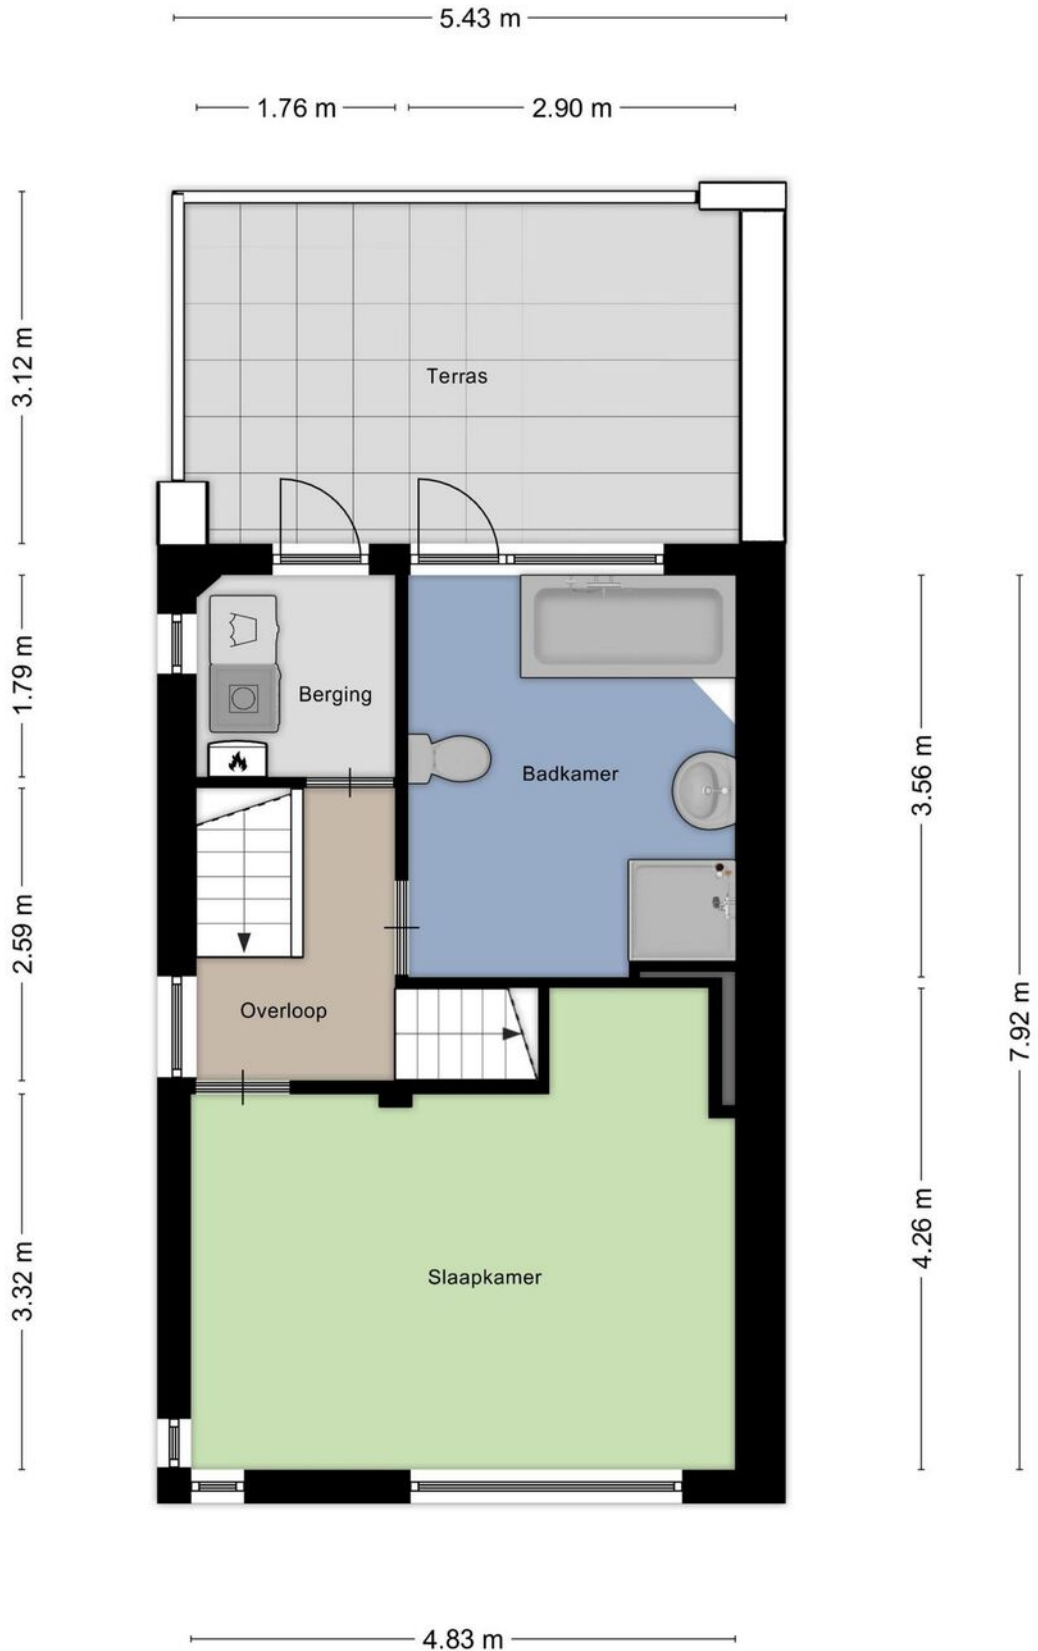 5.43 m
1.76 m
2.90 m
3.12 m
Terras
1.79 m
Berging
Badkamer
3.56 m
2.59 m
Overloop
7.92 m
4.26 m
3.32 m
Slaapkamer
4.83 m